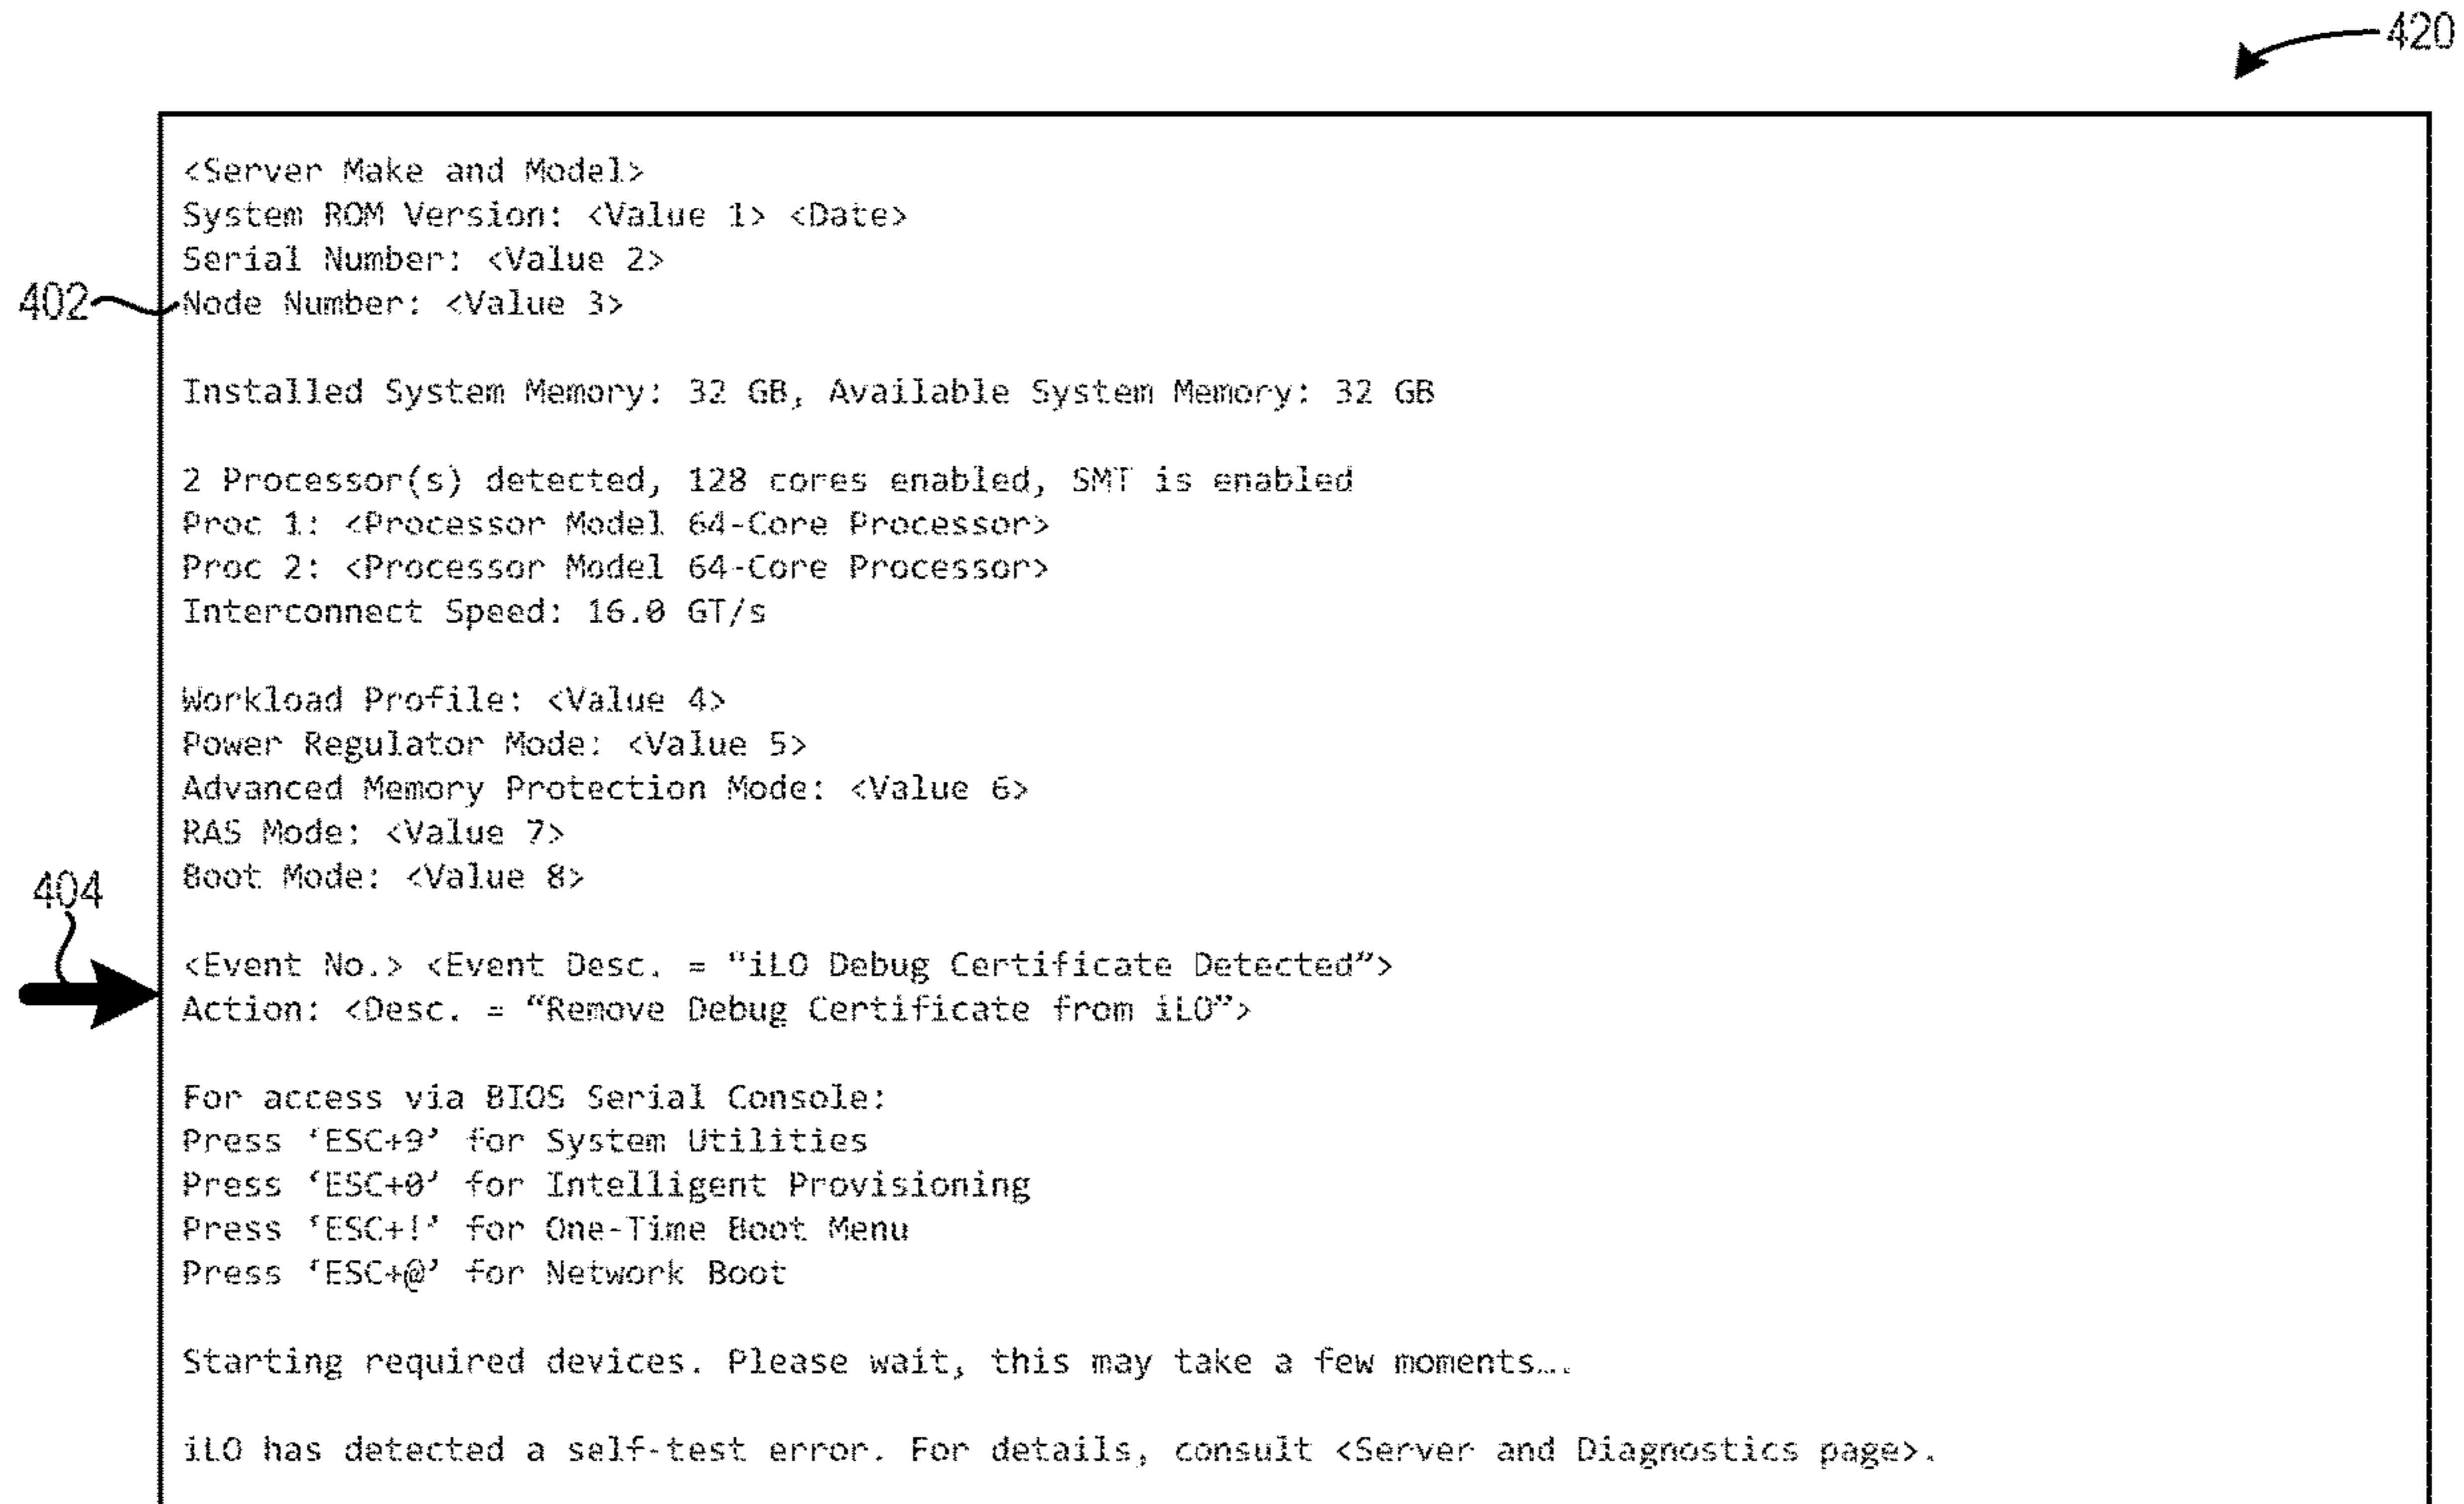 420
<Server Make and Model>
System ROM Version: <Value 1> <Date>
Serial Number: <Value 2>
402 Node Number: <Value 3>
Installed System Memory: 32 GB, Available System Memory: 32 GB
2 Processor(s) detected, 128 cores enabled, SMT is enabled
Proc 1: <Processor Model 64-Core Processor>
Proc 2: <Processor Model 64-Core Processor>
Interconnect Speed: 16.0 GT/s
Workload Profile: <Value 4>
Power Regulator Mode: <Value 5>
Advanced Memory Protection Mode: <Value 6>
RAS Mode: <Value 7>
Boot Mode: <Value 8>
404
<Event No.> <Event Desc. = "iLO Debug Certificate Detected”>
Action: <Desc. = “Remove Debug Certificate from iLO”>
For access via BIOS Serial Console:
Press ‘ESC+9’ for System Utilities
Press ‘ESC+0’ for Intelligent Provisioning
Press ‘ESC+!’ for One-Time Boot Menu
Press ‘ESC+@’ for Network Boot
Starting required devices. Please wait, this may take a few moments….
iLO has detected a self-test error. For details, consult <Server and Diagnostics page>.